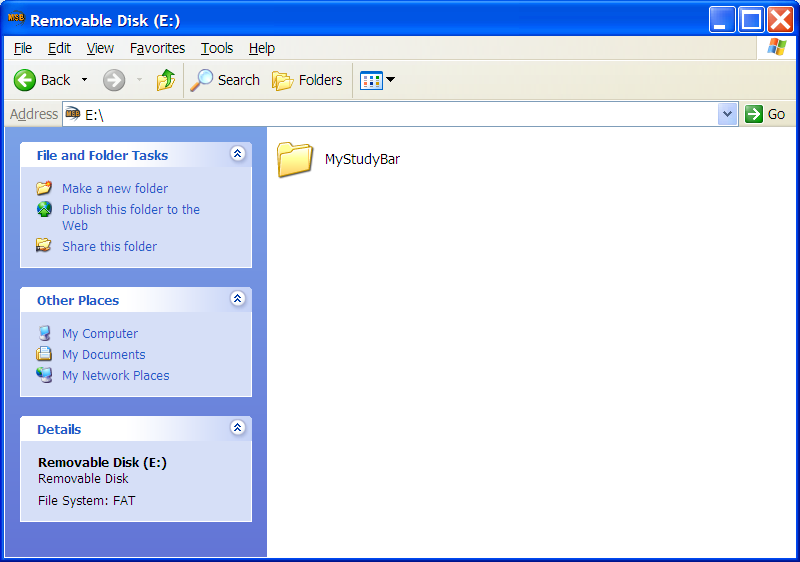 MSB Removable Disk (E:)
File Edit View Favorites Tools Help
Back Search Folders
Address MSB E:\ Go
File and Folder Tasks
Make a new folder
Publish this folder to the
Web
Share this folder
Other Places
My Computer
My Documents
My Network Places
Details
Removable Disk (E:)
Removable Disk
File System: FAT
MyStudyBar